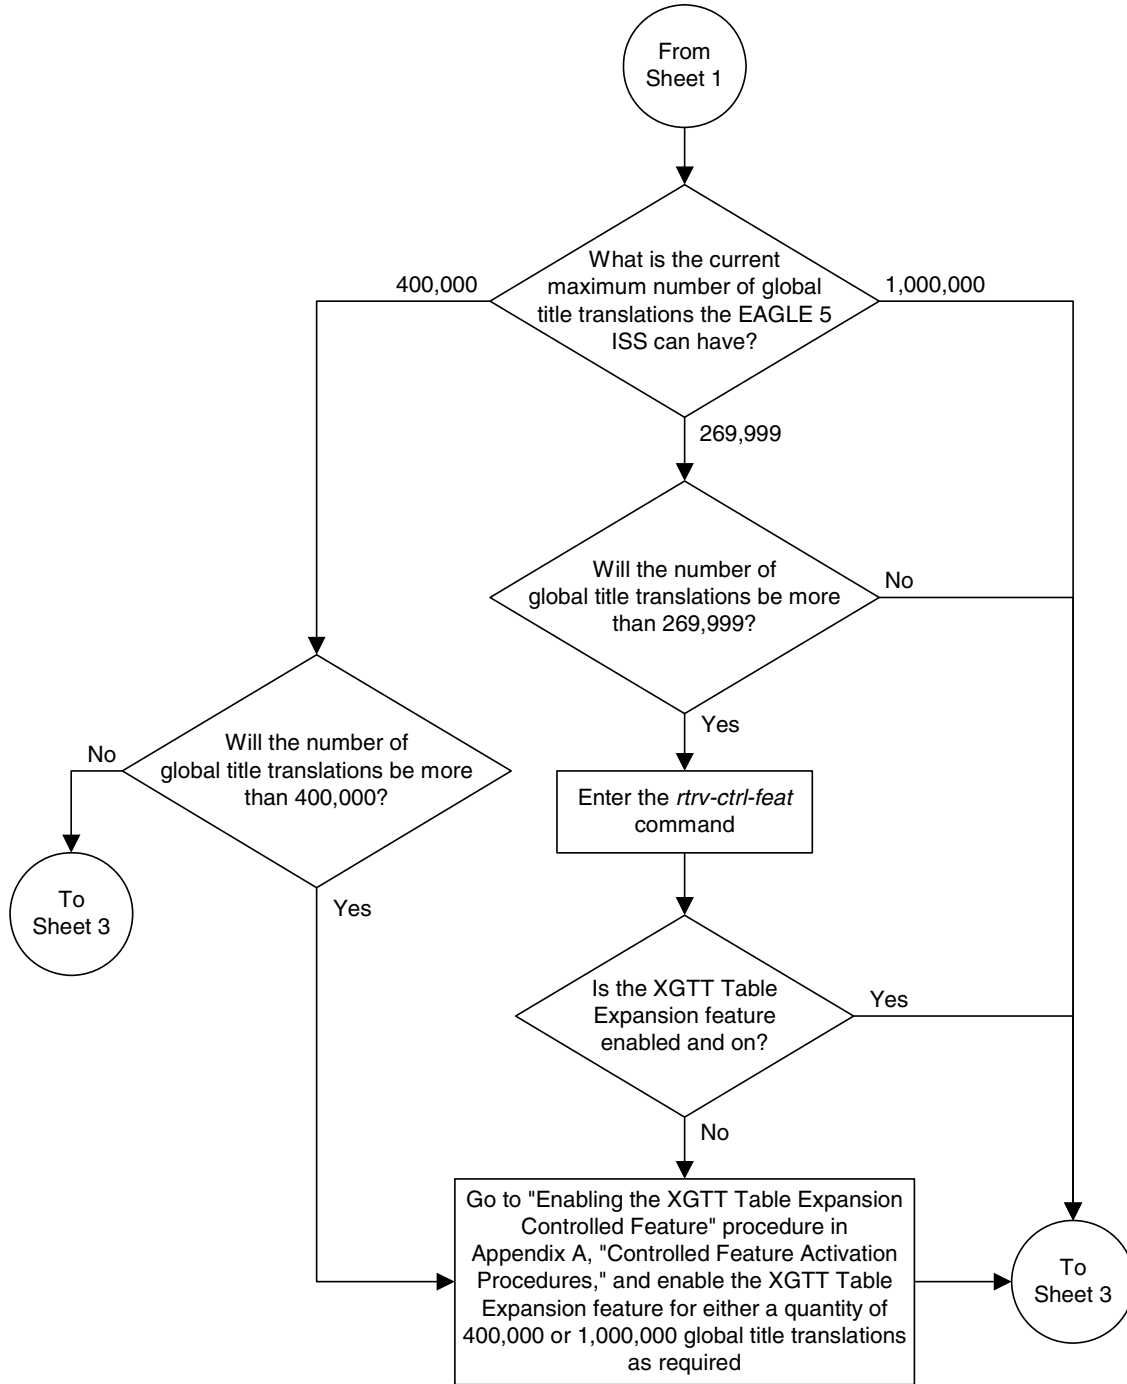 From
Sheet 1
What is the current
maximum number of global
title translations the EAGLE 5
ISS can have?
400,000
1,000,000
269,999
Will the number of
global title translations be more
than 269,999?
No
Yes
Will the number of
global title translations be more
than 400,000?
No
Yes
To
Sheet 3
Enter the rtrv-ctrl-feat
command
Is the XGTT Table
Expansion feature
enabled and on?
Yes
No
Go to "Enabling the XGTT Table Expansion
Controlled Feature" procedure in
Appendix A, "Controlled Feature Activation
Procedures," and enable the XGTT Table
Expansion feature for either a quantity of
400,000 or 1,000,000 global title translations
as required
To
Sheet 3